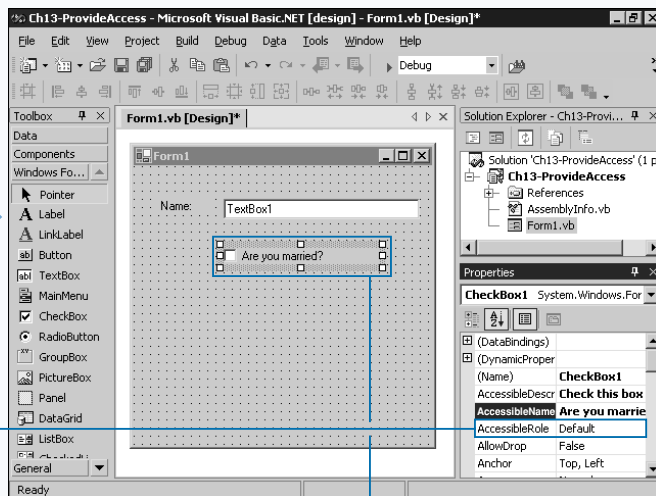 Ch13-ProvideAccess - Microsoft Visual Basic.NET [design] - Form1.vb [Design]*
File Edit View Project Build Debug Data Tools Window Help
Debug
Toolbox
Data
Components
Windows Fo...
Pointer
Label
LinkLabel
Button
TextBox
MainMenu
CheckBox
RadioButton
GroupBox
PictureBox
Panel
DataGrid
ListBox
General
Form1.vb [Design]*
Form1
Name:
TextBox1
Are you married?
Solution Explorer - Ch13-Provi...
Solution 'Ch13-ProvideAccess' (1 p
Ch13-ProvideAccess
References
AssemblyInfo.vb
Form1.vb
Properties
CheckBox1 System.Windows.For
(DataBindings)
(DynamicProper
(Name) CheckBox1
AccessibleDescr Check this box
AccessibleName Are you marrie
AccessibleRole Default
AllowDrop False
Anchor Top, Left
Ready